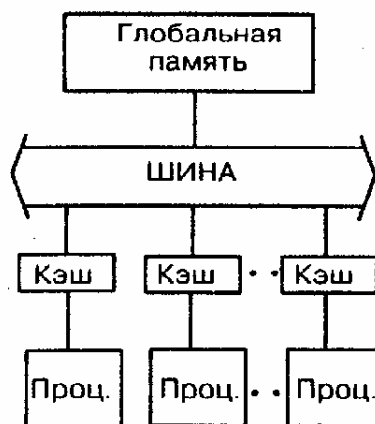 Глобальная
память
ШИНА
Кэш Кэш Кэш
Проц. Проц. Проц.